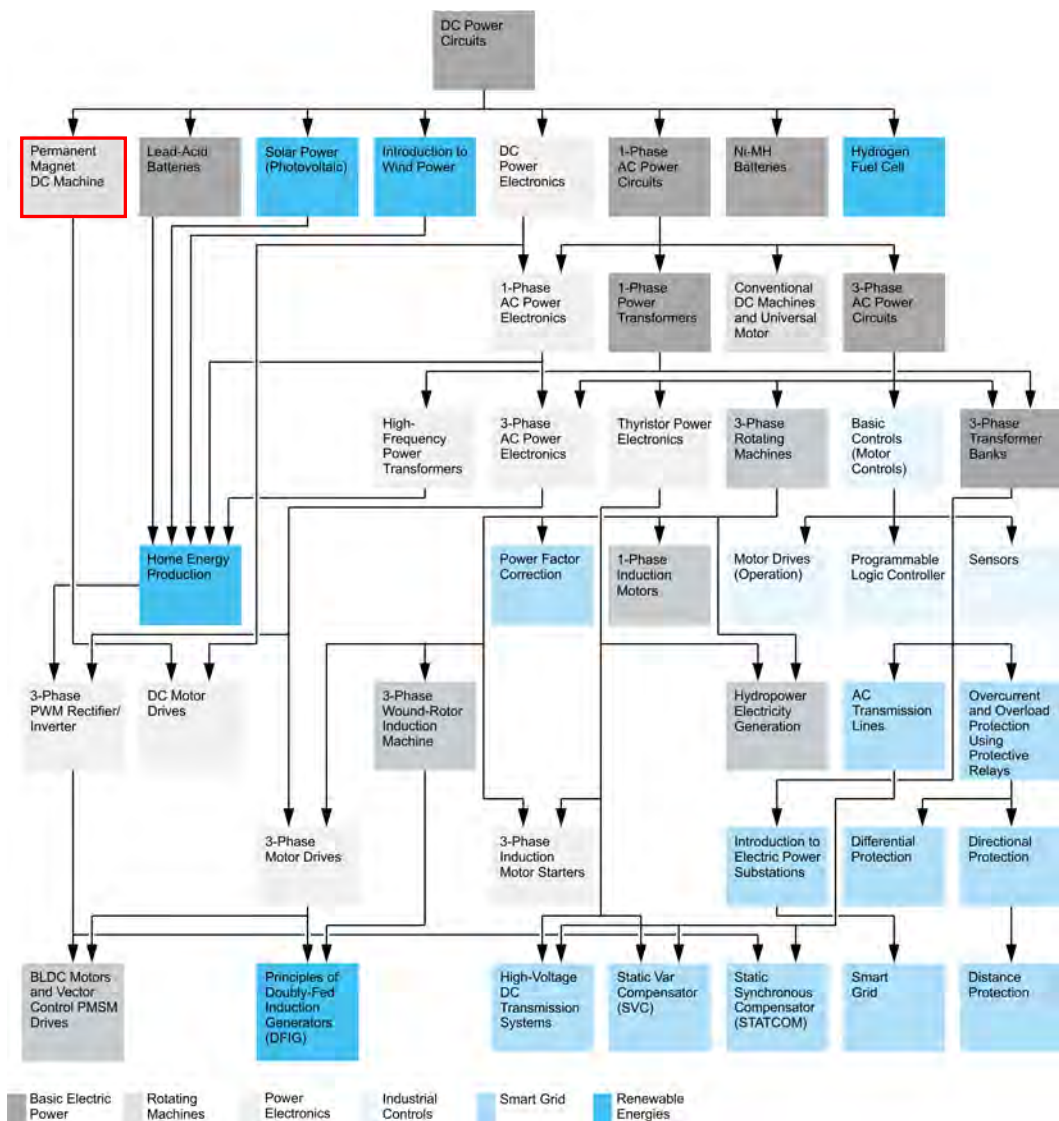 DC Power
Circuits
Permanent
Magnet
DC Machine
Lead-Acid
Batteries
Solar Power
(Photovoltaic)
Introduction to
Wind Power
DC
Power
Electronics
1-Phase
AC Power
Circuits
Ni-MH
Batteries
Hydrogen
Fuel Cell
1-Phase
AC Power
Electronics
1-Phase
Power
Transformers
Conventional
DC Machines
and Universal
Motor
3-Phase
AC Power
Circuits
High-
Frequency
Power
Transformers
3-Phase
AC Power
Electronics
Thyristor Power
Electronics
3-Phase
Rotating
Machines
Basic
Controls
(Motor
Controls)
3-Phase
Transformer
Banks
Home Energy
Production
Power Factor
Correction
1-Phase
Induction
Motors
Motor Drives
(Operation)
Programmable
Logic Controller
Sensors
3-Phase
PWM Rectifier/
Inverter
DC Motor
Drives
3-Phase
Wound-Rotor
Induction
Machine
Hydropower
Electricity
Generation
AC
Transmission
Lines
Overcurrent
and Overload
Protection
Using
Protective
Relays
3-Phase
Motor Drives
3-Phase
Induction
Motor Starters
Introduction to
Electric Power
Substations
Differential
Protection
Directional
Protection
BLDC Motors
and Vector
Control PMSM
Drives
Principles of
Doubly-Fed
Induction
Generators
(DFIG)
High-Voltage
DC
Transmission
Systems
Static Var
Compensator
(SVC)
Static
Synchronous
Compensator
(STATCOM)
Smart
Grid
Distance
Protection
Basic Electric
Power
Rotating
Machines
Power
Electronics
Industrial
Controls
Smart Grid
Renewable
Energies